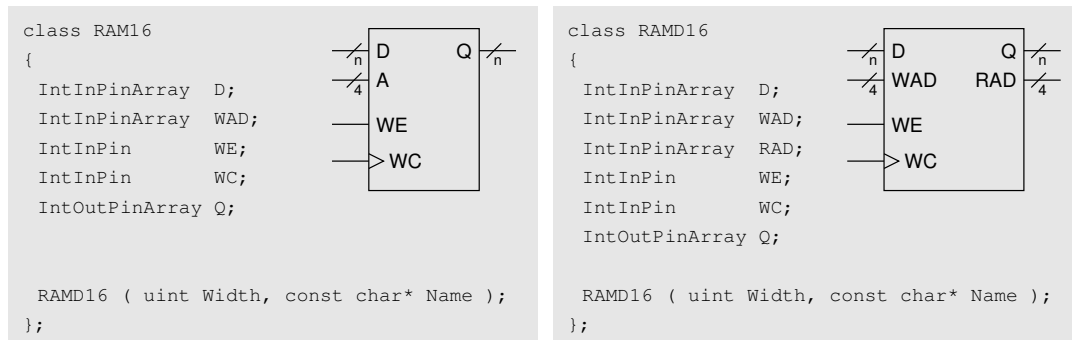 class RAM16
{
IntInPinArray D;
IntInPinArray WAD;
IntInPin WE;
IntInPin WC;
IntOutPinArray Q;
RAMD16 ( uint Width, const char* Name );
};
D Q
n n
A
4
WE
WC
class RAMD16
{
IntInPinArray D;
IntInPinArray WAD;
IntInPinArray RAD;
IntInPin WE;
IntInPin WC;
IntOutPinArray Q;
RAMD16 ( uint Width, const char* Name );
};
D Q
n n
WAD RAD
4 4
WE
WC